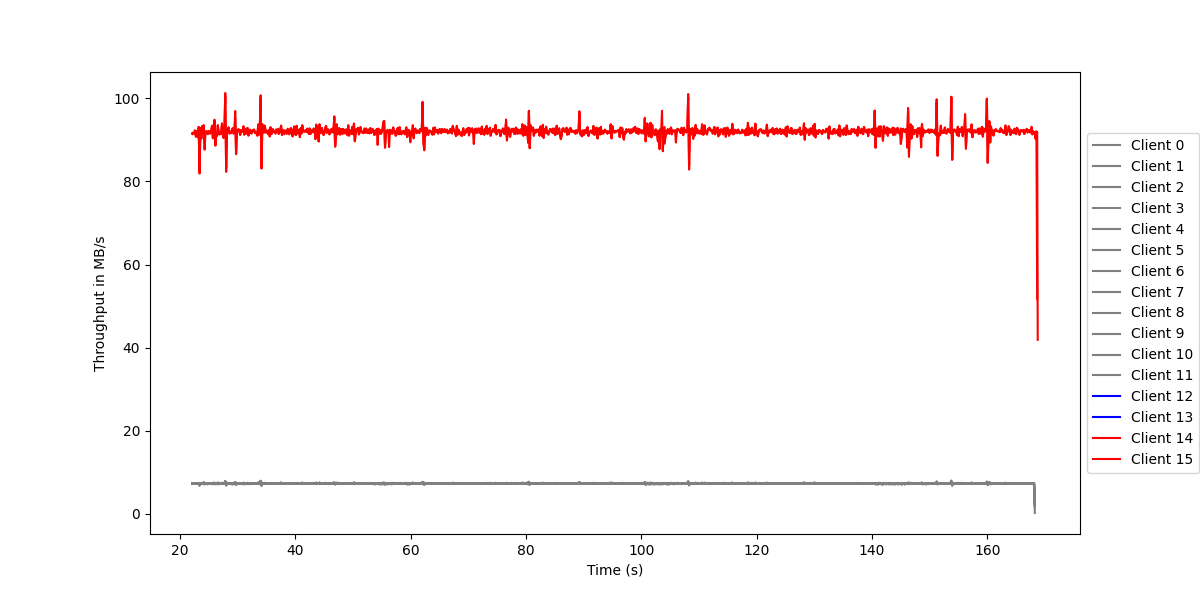 100
80
60
40
20
0
Throughput in MB/s
20 40 60 80 100 120 140 160
Time (s)
Client 0
Client 1
Client 2
Client 3
Client 4
Client 5
Client 6
Client 7
Client 8
Client 9
Client 10
Client 11
Client 12
Client 13
Client 14
Client 15